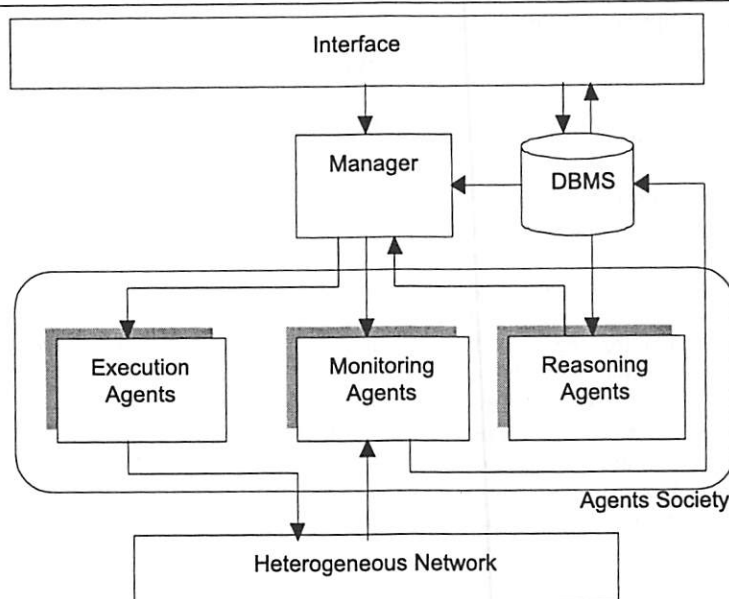 Interface
Manager
DBMS
Execution
Agents
Monitoring
Agents
Reasoning
Agents
Agents Society
Heterogeneous Network